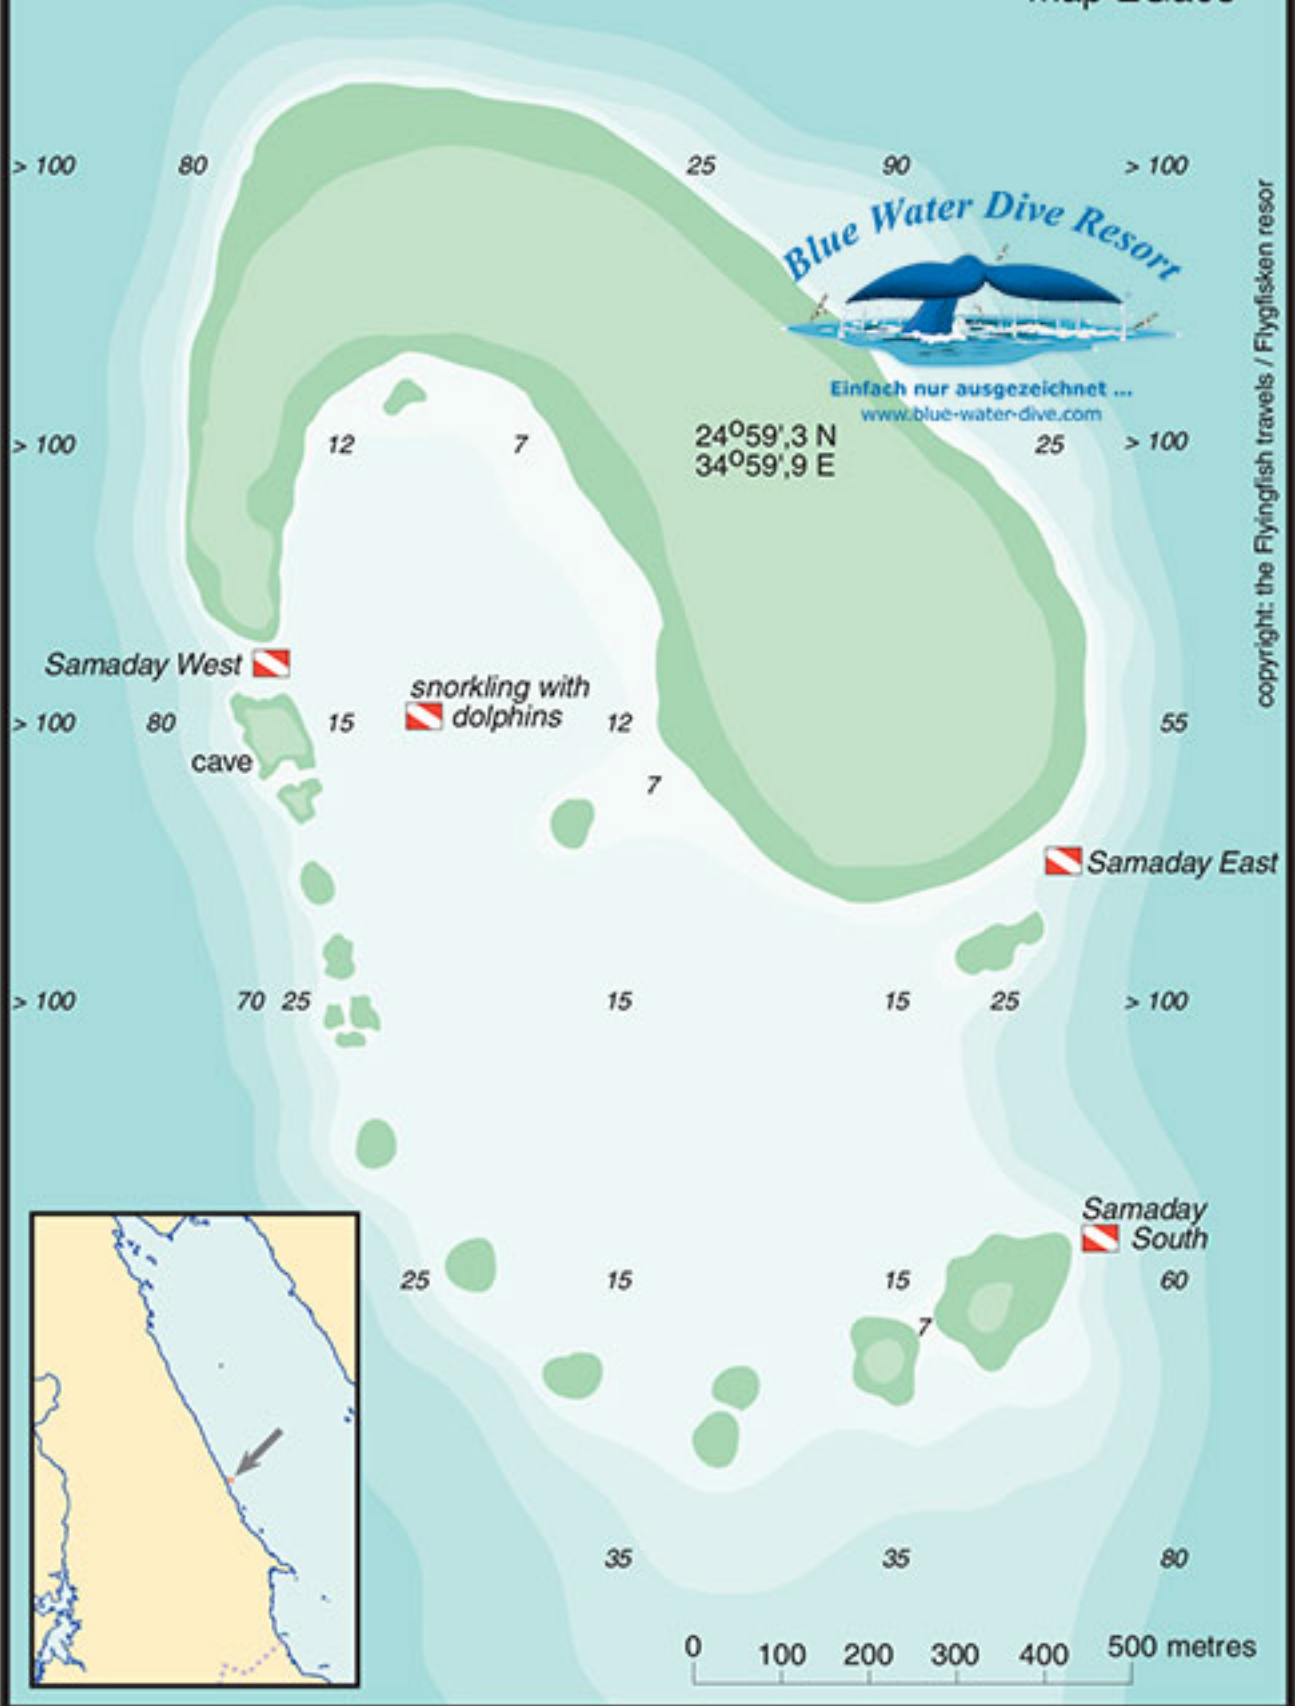 > 100
80
25
90
> 100
Blue Water Dive Resort
Einfach nur ausgezeichnet ...
www.blue-water-dive.com
24°59',3 N
34°59',9 E
> 100
12
7
25
> 100
copyright: the Flyingfish travels / Flygfisken resor
Samaday West
snorkling with
dolphins
> 100
80
15
12
55
cave
7
Samaday East
> 100
70
25
15
15
25
> 100
Samaday
South
25
15
15
60
7
35
35
80
0
100
200
300
400
500 metres